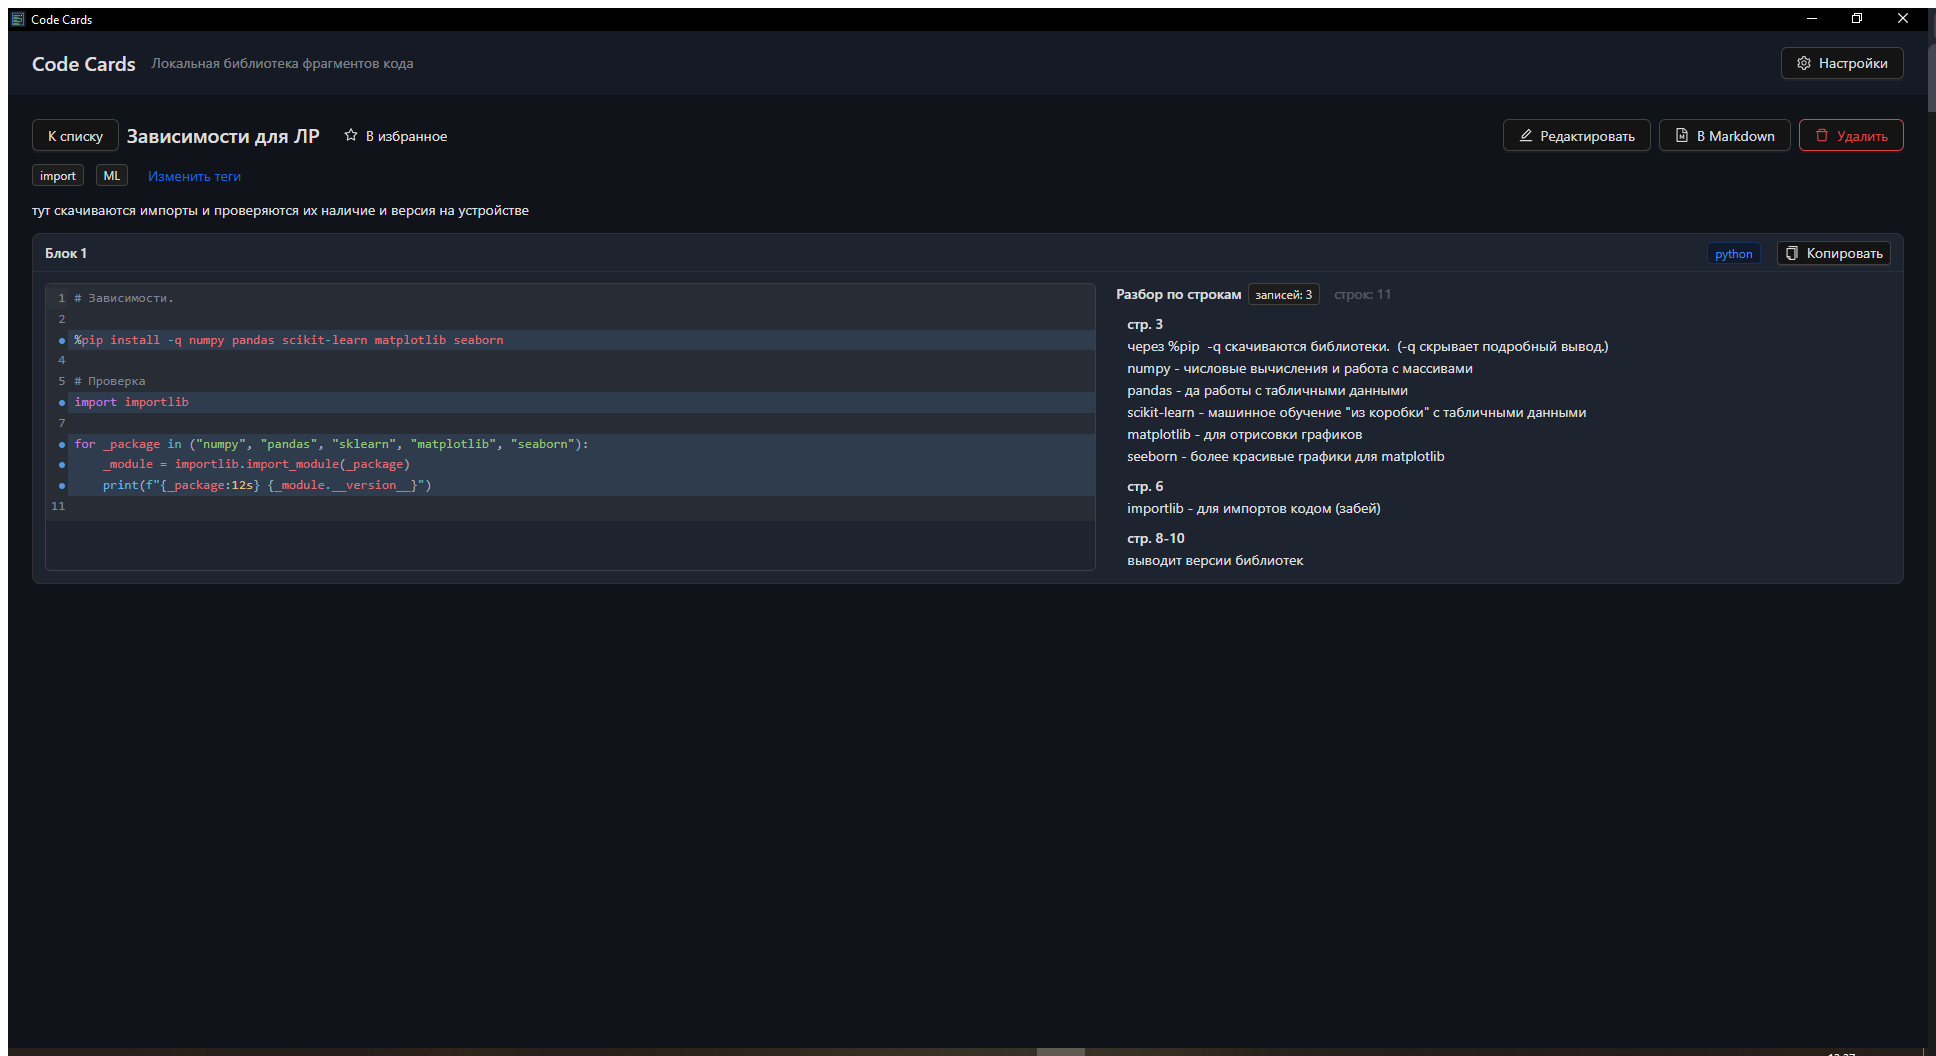 Code Cards
Code Cards Локальная библиотека фрагментов кода Настройки
К списку Зависимости для ЛР В избранное Редактировать В Markdown Удалить
import ML Изменить теги
тут скачиваются импорты и проверяются их наличие и версия на устройстве
Блок 1 python Копировать
1 # Зависимости.
2
%pip install -q numpy pandas scikit-learn matplotlib seaborn
4
5 # Проверка
import importlib
7
for _package in ("numpy", "pandas", "sklearn", "matplotlib", "seaborn"):
_module = importlib.import_module(_package)
print(f"{_package:12s} {_module.__version__}")
11
Разбор по строкам записей: 3 строк: 11
стр. 3
через %pip -q скачиваются библиотеки. (-q скрывает подробный вывод.)
numpy - числовые вычисления и работа с массивами
pandas - да работы с табличными данными
scikit-learn - машинное обучение "из коробки" с табличными данными
matplotlib - для отрисовки графиков
seeborn - более красивые графики для matplotlib
стр. 6
importlib - для импортов кодом (забей)
стр. 8-10
выводит версии библиотек